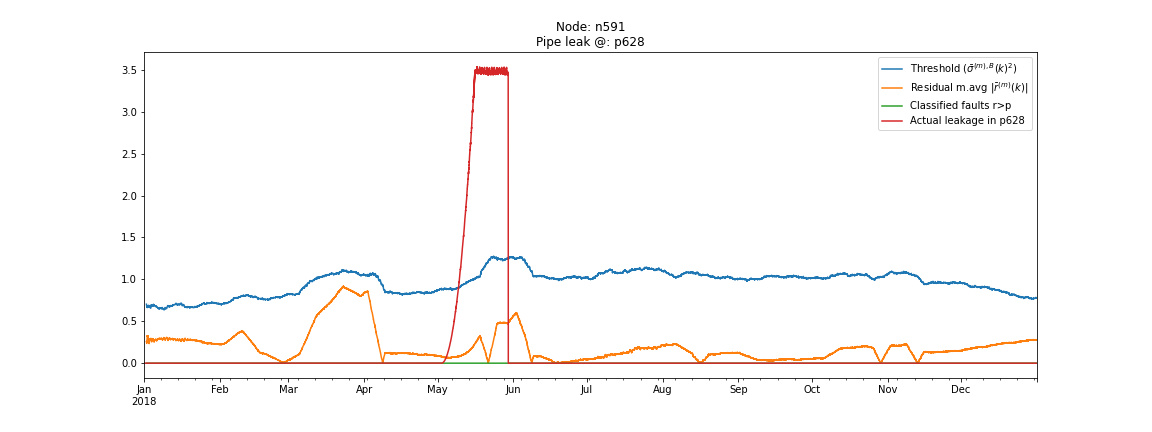 Node: n591
Pipe leak @: p628
3.5
3.0
2.5
2.0
1.5
1.0
0.5
0.0
Threshold (σ̄⁽ᵐ⁾,ᴮ(k)²)
Residual m.avg |r̄⁽ᵐ⁾(k)|
Classified faults r>p
Actual leakage in p628
Jan Feb Mar Apr May Jun Jul Aug Sep Oct Nov Dec
2018